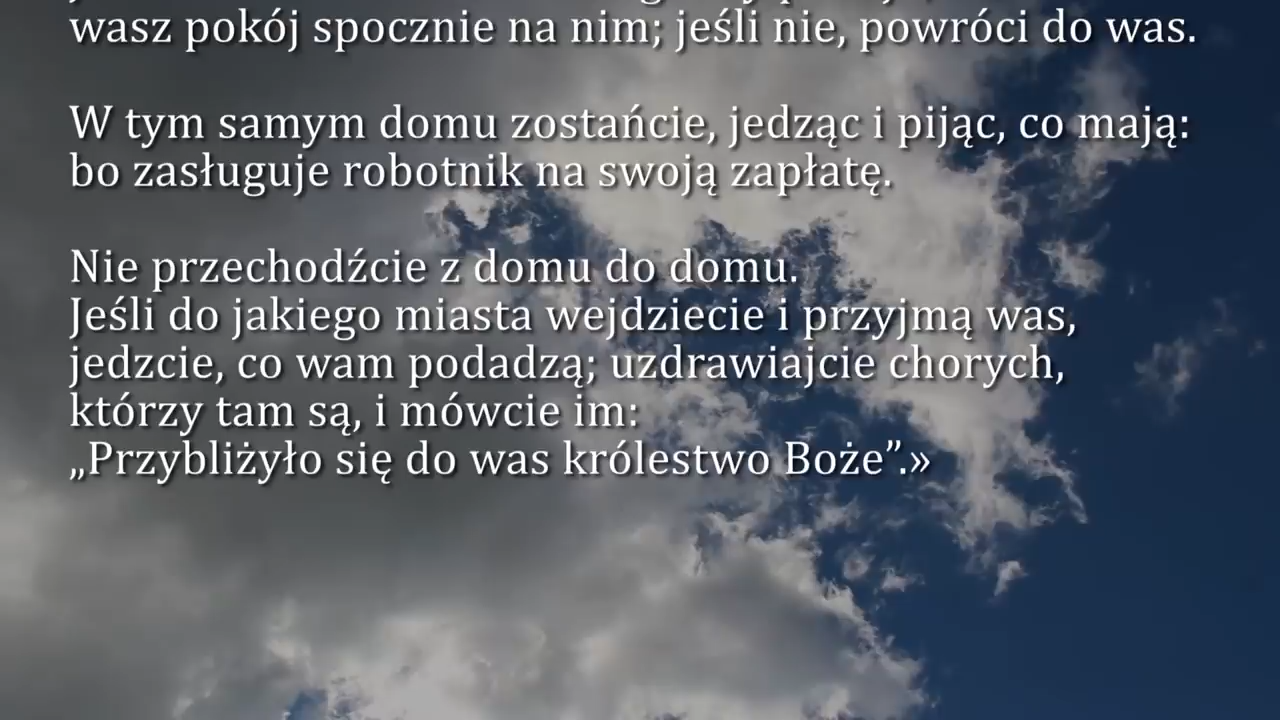 wasz pokój spocznie na nim; jeśli nie, powróci do was.
W tym samym domu zostańcie, jedząc i pijąc, co mają:
bo zasługuje robotnik na swoją zapłatę.
Nie przechodźcie z domu do domu.
Jeśli do jakiego miasta wejdziecie i przyjmą was,
jedzcie, co wam podadzą; uzdrawiajcie chorych,
którzy tam są, i mówcie im:
„Przybliżyło się do was królestwo Boże”.»